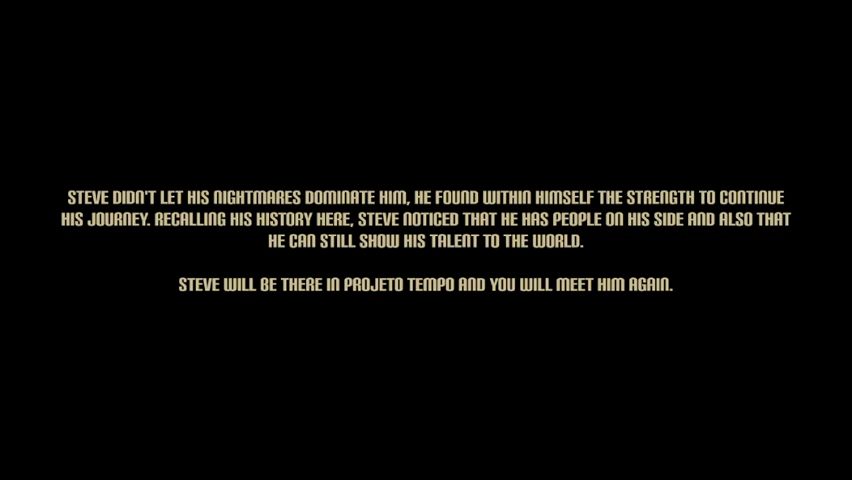 STEVE DIDN'T LET HIS NIGHTMARES DOMINATE HIM, HE FOUND WITHIN HIMSELF THE STRENGTH TO CONTINUE
HIS JOURNEY. RECALLING HIS HISTORY HERE, STEVE NOTICED THAT HE HAS PEOPLE ON HIS SIDE AND ALSO THAT
HE CAN STILL SHOW HIS TALENT TO THE WORLD.
STEVE WILL BE THERE IN PROJETO TEMPO AND YOU WILL MEET HIM AGAIN.